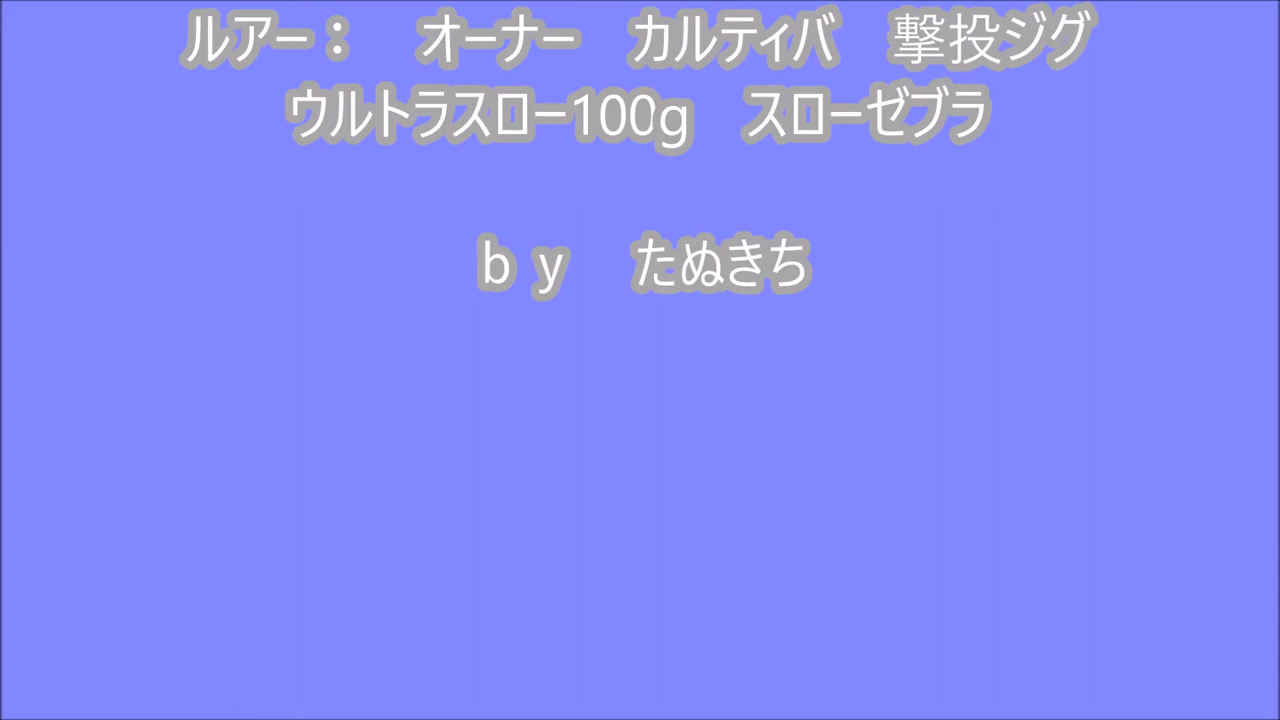 ルアー：　オーナー　カルティバ　撃投ジグ
ウルトラスロー100g　スローゼブラ
ｂｙ　たぬきち